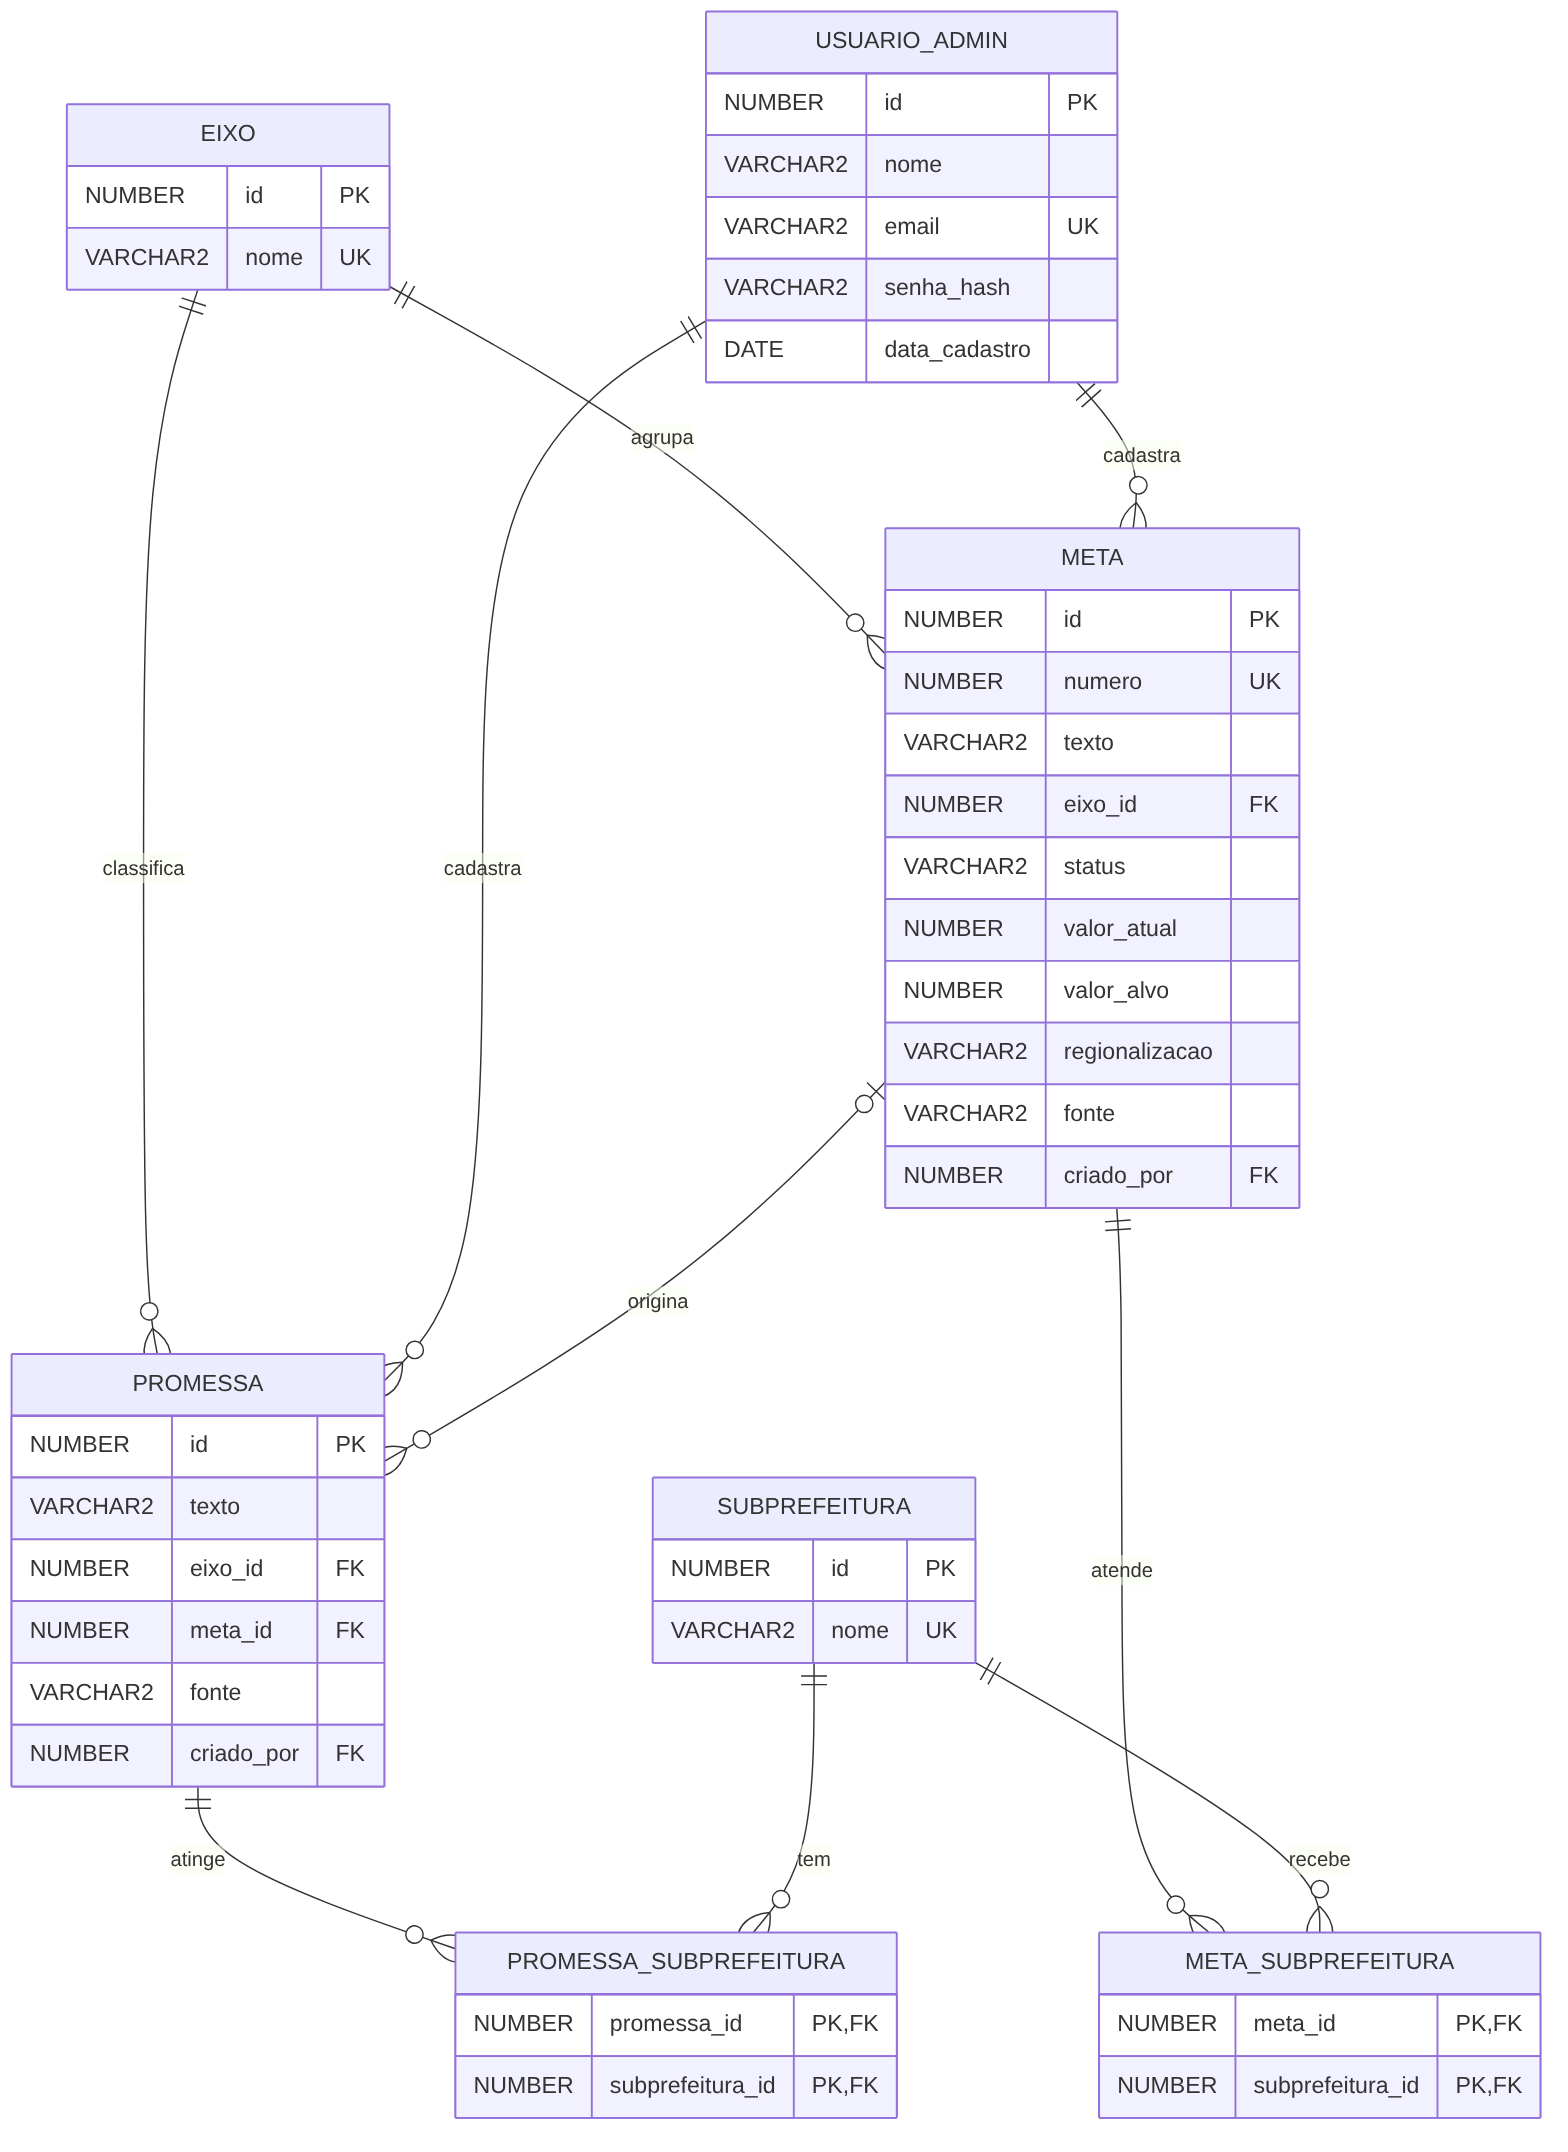 USUARIO_ADMIN
NUMBER id PK
VARCHAR2 nome
VARCHAR2 email UK
VARCHAR2 senha_hash
DATE data_cadastro
EIXO
NUMBER id PK
VARCHAR2 nome UK
agrupa
cadastra
META
NUMBER id PK
NUMBER numero UK
VARCHAR2 texto
NUMBER eixo_id FK
VARCHAR2 status
NUMBER valor_atual
NUMBER valor_alvo
VARCHAR2 regionalizacao
VARCHAR2 fonte
NUMBER criado_por FK
classifica
cadastra
origina
PROMESSA
NUMBER id PK
VARCHAR2 texto
NUMBER eixo_id FK
NUMBER meta_id FK
VARCHAR2 fonte
NUMBER criado_por FK
SUBPREFEITURA
NUMBER id PK
VARCHAR2 nome UK
atende
atinge
tem
recebe
PROMESSA_SUBPREFEITURA
NUMBER promessa_id PK,FK
NUMBER subprefeitura_id PK,FK
META_SUBPREFEITURA
NUMBER meta_id PK,FK
NUMBER subprefeitura_id PK,FK